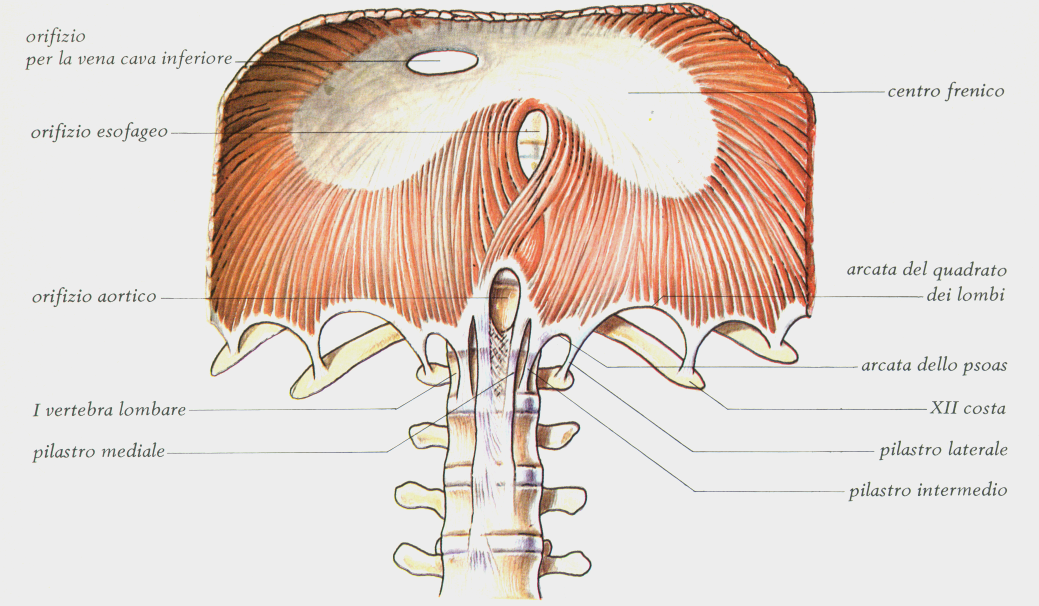 orifizio
per la vena cava inferiore
orifizio esofageo
orifizio aortico
I vertebra lombare
pilastro mediale
centro frenico
arcata del quadrato
dei lombi
arcata dello psoas
XII costa
pilastro laterale
pilastro intermedio